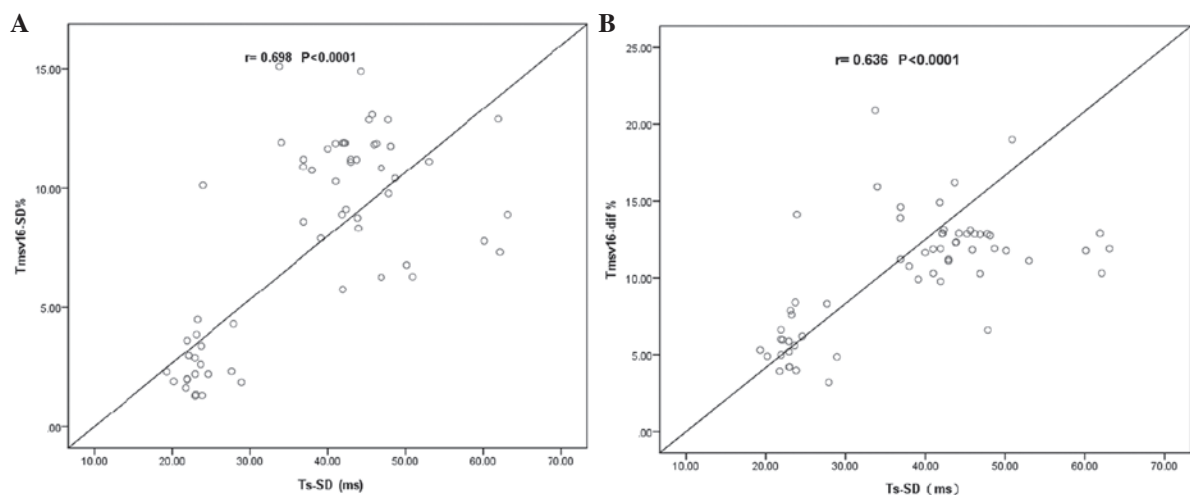 A
r= 0.698 P<0.0001
15.00
10.00
5.00
.00
Tmsv16-SD%
10.00 20.00 30.00 40.00 50.00 60.00 70.00
Ts-SD (ms)
B
r= 0.636 P<0.0001
25.00
20.00
15.00
10.00
5.00
.00
Tmsv16-dif %
10.00 20.00 30.00 40.00 50.00 60.00 70.00
Ts-SD (ms)